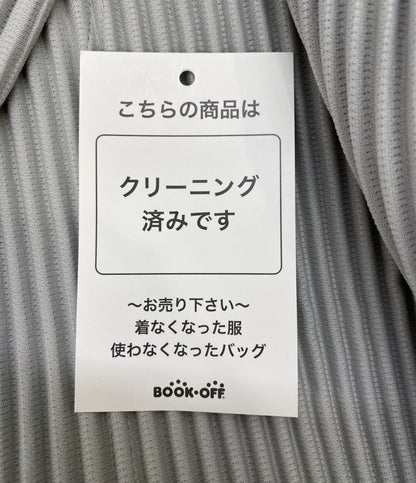 こちらの商品は
クリーニング
済みです
～お売り下さい～
着なくなった服
使わなくなったバッグ
BOOK・OFF